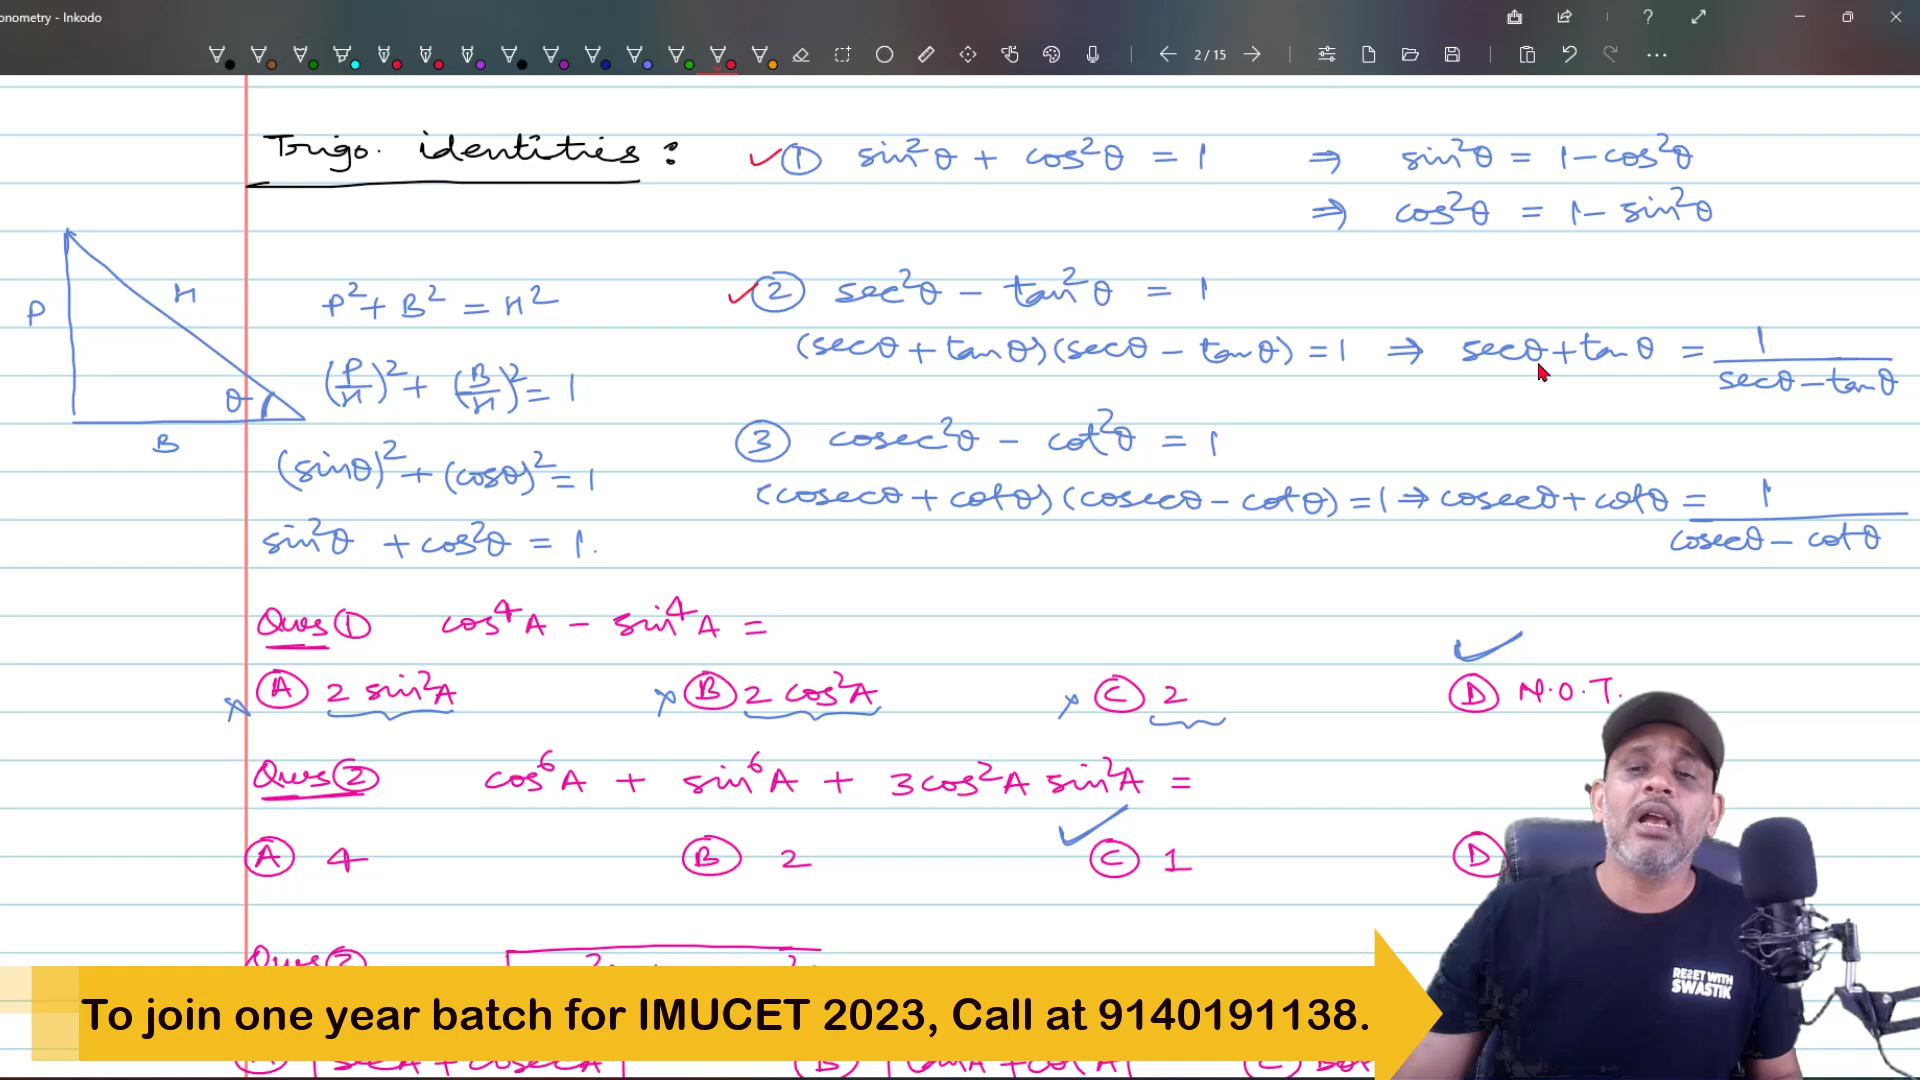 onometry - Inkodo
2 / 15
Trigo. identities :
① sin²θ + cos²θ = 1 ⇒ sin²θ = 1 - cos²θ
⇒ cos²θ = 1 - sin²θ
P
H
θ
B
P² + B² = H²
(P/H)² + (B/H)² = 1
(sinθ)² + (cosθ)² = 1
sin²θ + cos²θ = 1.
② sec²θ - tan²θ = 1
(secθ + tanθ)(secθ - tanθ) = 1 ⇒ secθ + tanθ = 1/(secθ - tanθ)
③ cosec²θ - cot²θ = 1
(cosecθ + cotθ)(cosecθ - cotθ) = 1 ⇒ cosecθ + cotθ = 1/(cosecθ - cotθ)
Ques ① cos⁴A - sin⁴A =
Ⓐ 2 sin²A Ⓑ 2 cos²A Ⓒ 2 Ⓓ N.O.T.
Ques ② cos⁶A + sin⁶A + 3cos²A sin²A =
Ⓐ 4 Ⓑ 2 Ⓒ 1 Ⓓ
RESET WITH
SWASTIK
To join one year batch for IMUCET 2023, Call at 9140191138.